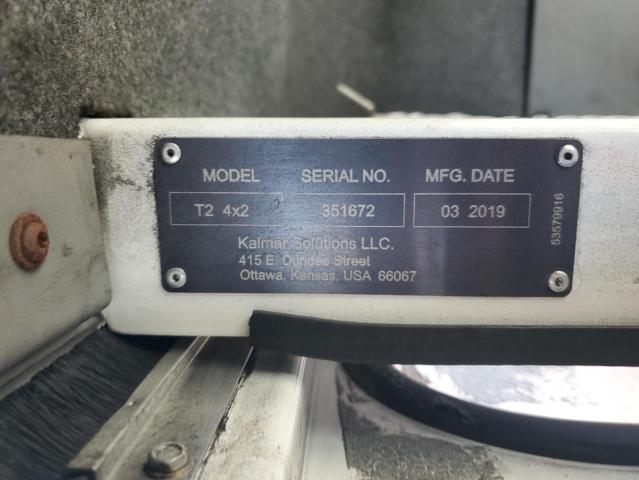 MODEL SERIAL NO. MFG. DATE
T2 4x2 351672 03 2019
Kalmar Solutions LLC.
415 E. Dundee Street
Ottawa, Kansas, USA 66067
53579916